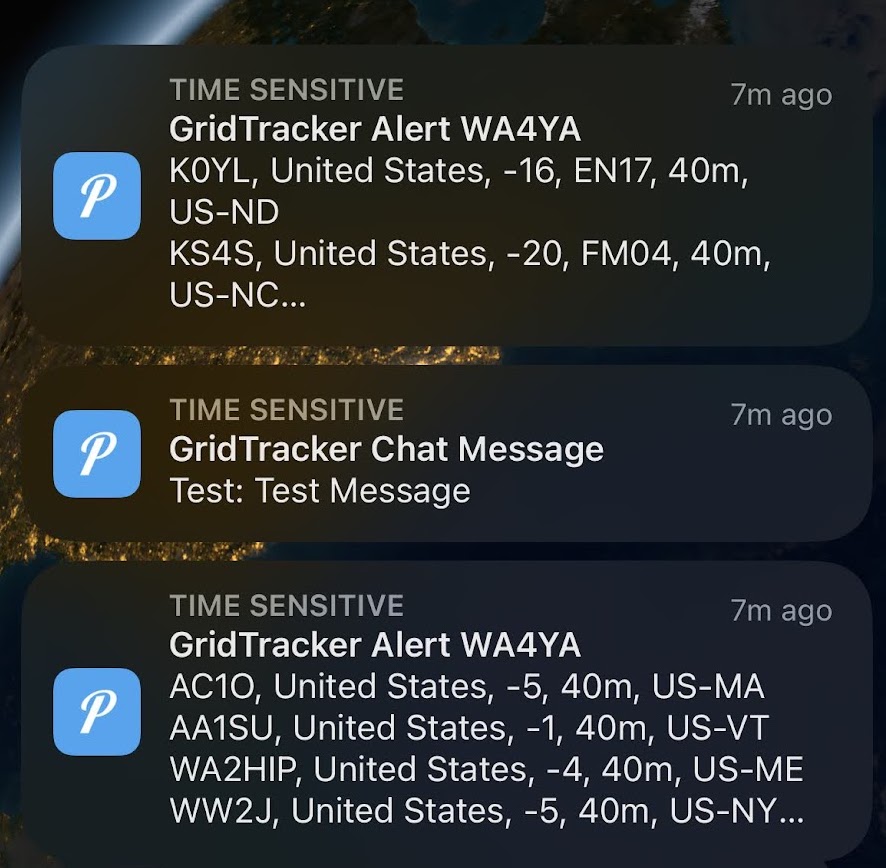 TIME SENSITIVE
7m ago
GridTracker Alert WA4YA
K0YL, United States, -16, EN17, 40m,
US-ND
KS4S, United States, -20, FM04, 40m,
US-NC...
TIME SENSITIVE
7m ago
GridTracker Chat Message
Test: Test Message
TIME SENSITIVE
7m ago
GridTracker Alert WA4YA
AC1O, United States, -5, 40m, US-MA
AA1SU, United States, -1, 40m, US-VT
WA2HIP, United States, -4, 40m, US-ME
WW2J, United States, -5, 40m, US-NY...